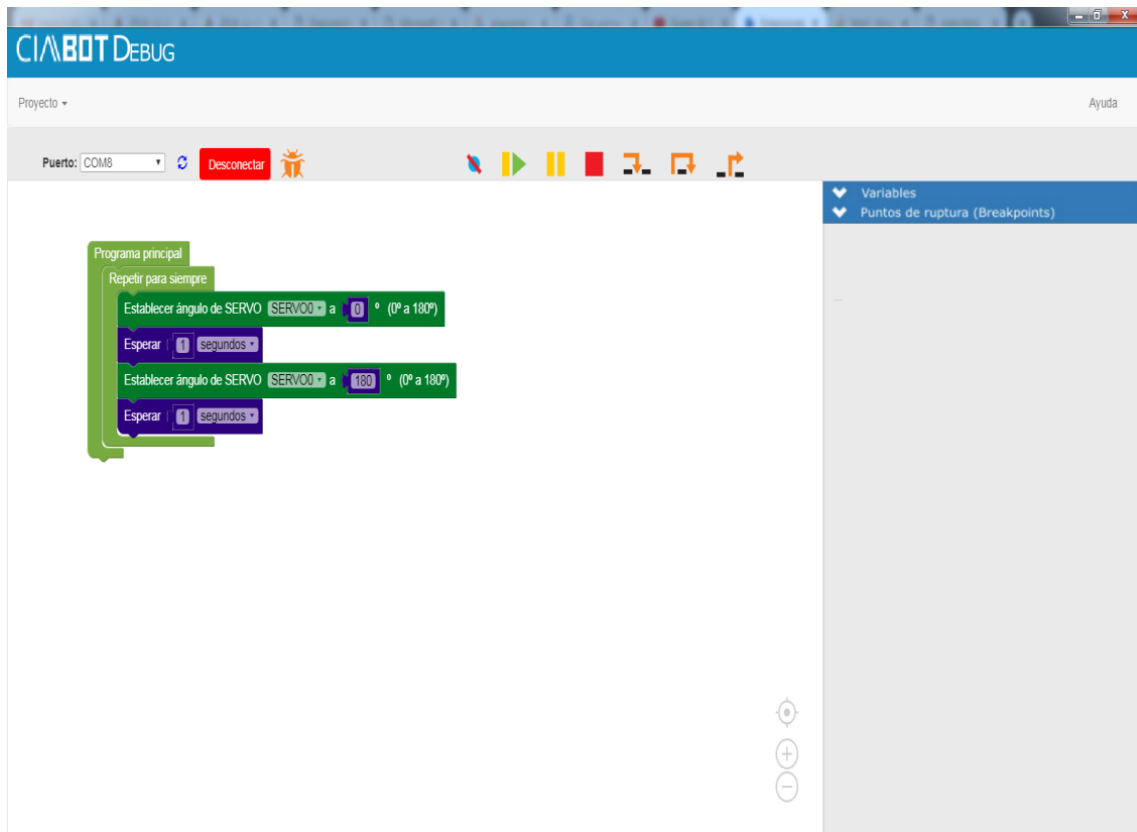 CIMBOT DEBUG
Proyecto
Ayuda
Puerto: COM8 Desconectar
Variables
Puntos de ruptura (Breakpoints)
Programa principal
Repetir para siempre
Establecer ángulo de SERVO SERVO0 a 0 º (0º a 180º)
Esperar 1 segundos
Establecer ángulo de SERVO SERVO0 a 180 º (0º a 180º)
Esperar 1 segundos